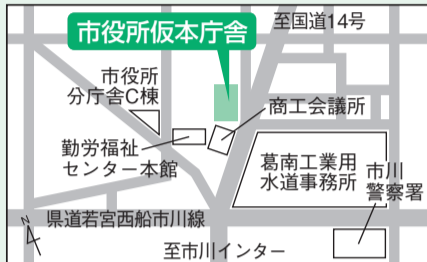 至国道14号
市役所仮本庁舎
市役所
分庁舎C棟
商工会議所
勤労福祉
センター本館
葛南工業用
水道事務所
市川
警察署
県道若宮西船市川線
N
至市川インター